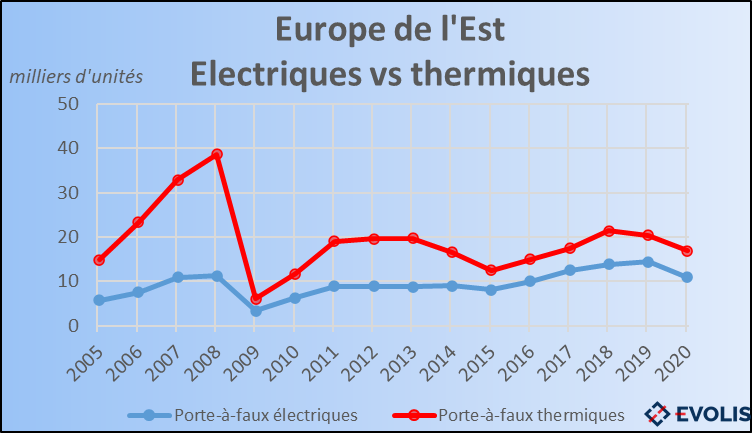 Europe de l'Est
Electriques vs thermiques
milliers d'unités
50
40
30
20
10
0
2005 2006 2007 2008 2009 2010 2011 2012 2013 2014 2015 2016 2017 2018 2019 2020
Porte-à-faux électriques Porte-à-faux thermiques
EVOLIS